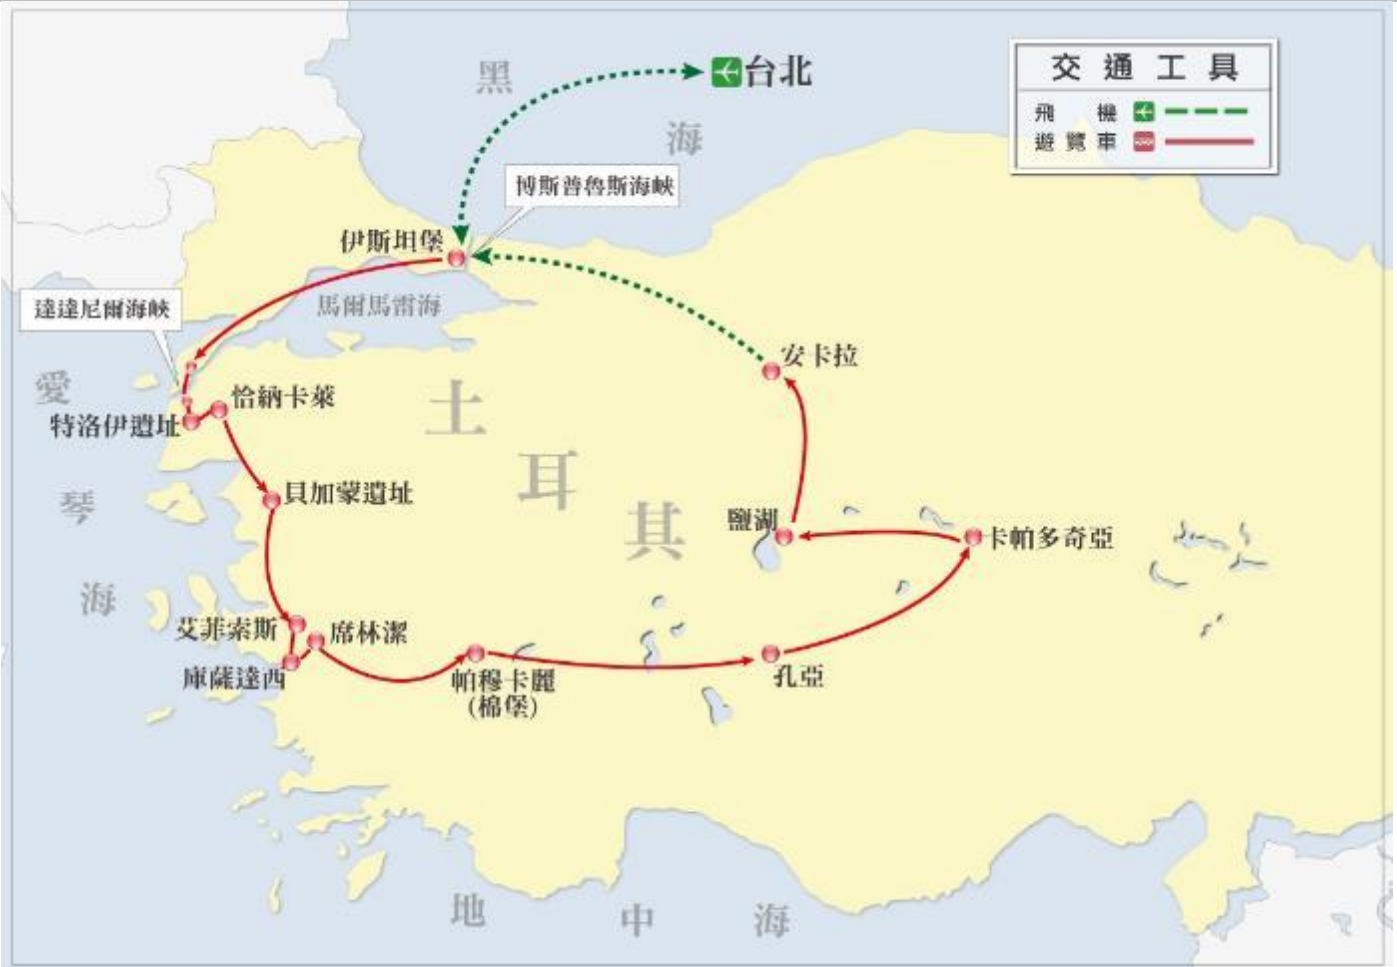 黑
海
台北
交通工具
飛機
遊覽車
博斯普魯斯海峽
伊斯坦堡
馬爾馬雷海
達達尼爾海峽
愛
琴
海
特洛伊遺址
恰納卡萊
土
耳
其
安卡拉
貝加蒙遺址
鹽湖
卡帕多奇亞
艾菲索斯
席林潔
庫薩達西
帕穆卡麗
(棉堡)
孔亞
地中海